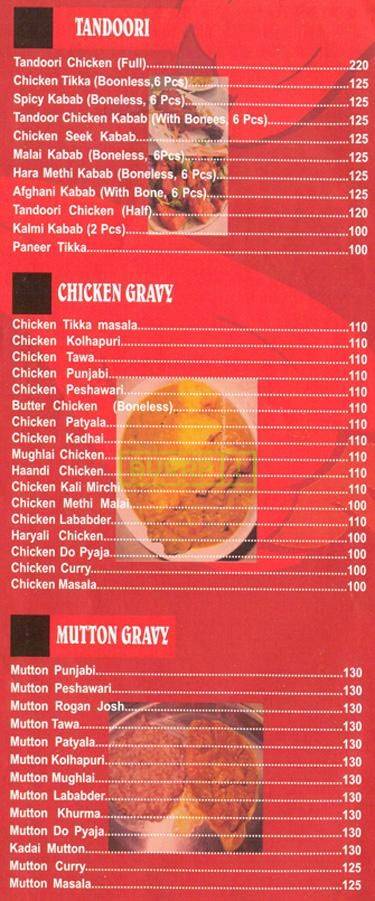 TANDOORI
Tandoori Chicken (Full)...220
Chicken Tikka (Boonless,6 Pcs)...125
Spicy Kabab (Boneless, 6 Pcs)...125
Tandoor Chicken Kabab (With Bonees, 6 Pcs)...125
Chicken Seek Kabab...125
Malai Kabab (Boneless, 6Pcs)...125
Hara Methi Kabab (Boneless, 6 Pcs)...125
Afghani Kabab (With Bone, 6 Pcs)...125
Tandoori Chicken (Half)...120
Kalmi Kabab (2 Pcs)...100
Paneer Tikka...100
CHICKEN GRAVY
Chicken Tikka masala...110
Chicken Kolhapuri...110
Chicken Tawa...110
Chicken Punjabi...110
Chicken Peshawari...110
Butter Chicken (Boneless)...110
Chicken Patyala...110
Chicken Kadhai...110
Mughlai Chicken...110
Haandi Chicken...110
Chicken Kali Mirchi...110
Chicken Methi Malai...100
Chicken Lababder...110
Haryali Chicken...100
Chicken Do Pyaja...100
Chicken Curry...100
Chicken Masala...100
MUTTON GRAVY
Mutton Punjabi...130
Mutton Peshawari...130
Mutton Rogan Josh...130
Mutton Tawa...130
Mutton Patyala...130
Mutton Kolhapuri...130
Mutton Mughlai...130
Mutton Lababder...130
Mutton Khurma...130
Mutton Do Pyaja...130
Kadai Mutton...130
Mutton Curry...125
Mutton Masala...125